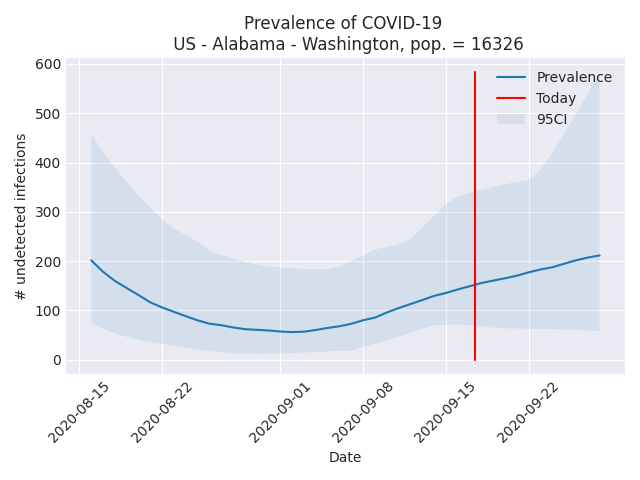 Prevalence of COVID-19
US - Alabama - Washington, pop. = 16326
600
500
400
300
200
100
0
# undetected infections
Prevalence
Today
95CI
2020-08-15
2020-08-22
2020-09-01
2020-09-08
2020-09-15
2020-09-22
Date